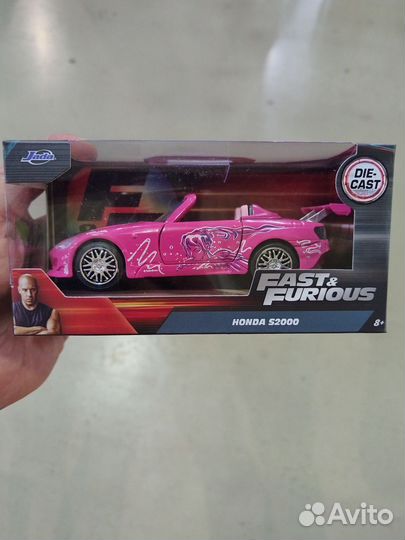 Jada
DIE-
CAST
FAST &
FURIOUS
HONDA S2000
8+
Avito